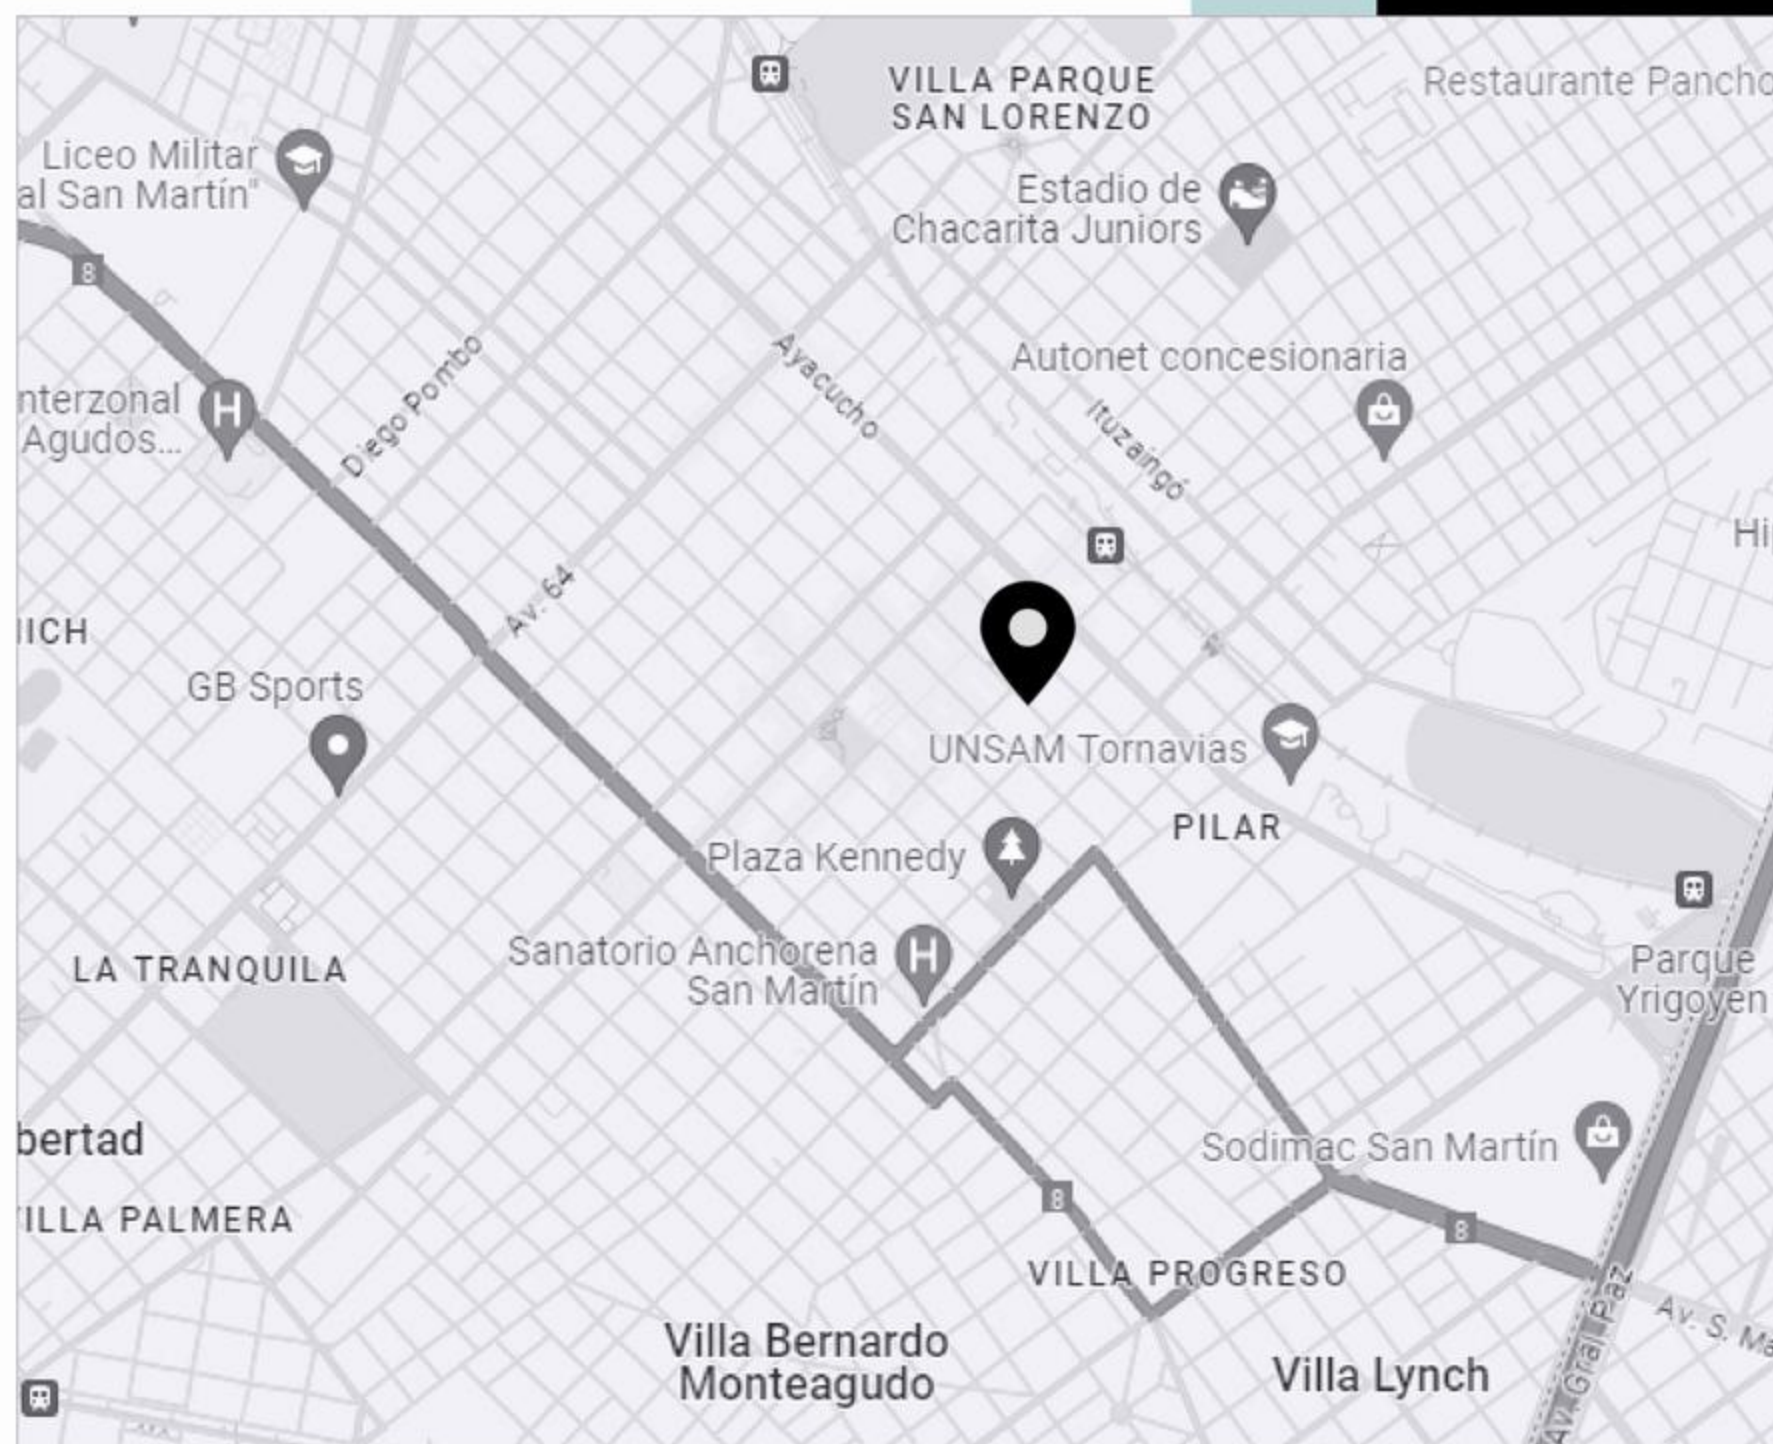 VILLA PARQUE
SAN LORENZO
Restaurante Pancho
Liceo Militar
al San Martín"
Estadio de
Chacarita Juniors
8
Autonet concesionaria
Diego Pombo
Ayacucho
Ituzaingó
nterzonal
Agudos...
H
Hi
Av. 64
IICH
GB Sports
UNSAM Tornavias
PILAR
Plaza Kennedy
Sanatorio Anchorena
San Martín
H
LA TRANQUILA
Parque
Yrigoyen
bertad
Sodimac San Martín
8
8
ILLA PALMERA
VILLA PROGRESO
Av. Gral. Paz
Av. S. Ma
Villa Bernardo
Monteagudo
Villa Lynch